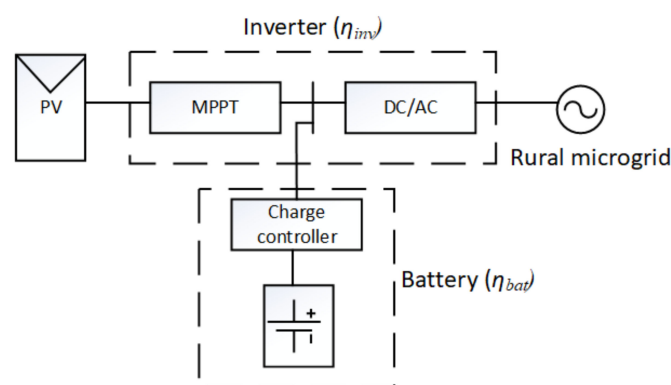 Inverter (ηinv)
PV
MPPT
DC/AC
Rural microgrid
Charge
controller
Battery (ηbat)
+